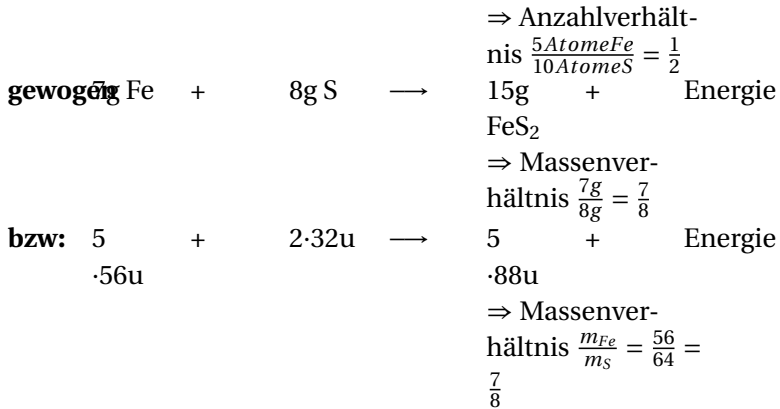 ⇒ Anzahlverhält-
nis 5AtomeFe/10AtomeS = 1/2
gewogen 7g Fe + 8g S ⟶ 15g + Energie
FeS₂
⇒ Massenver-
hältnis 7g/8g = 7/8
bzw: 5 + 2·32u ⟶ 5 + Energie
·56u ·88u
⇒ Massenver-
hältnis m_Fe/m_S = 56/64 =
7/8